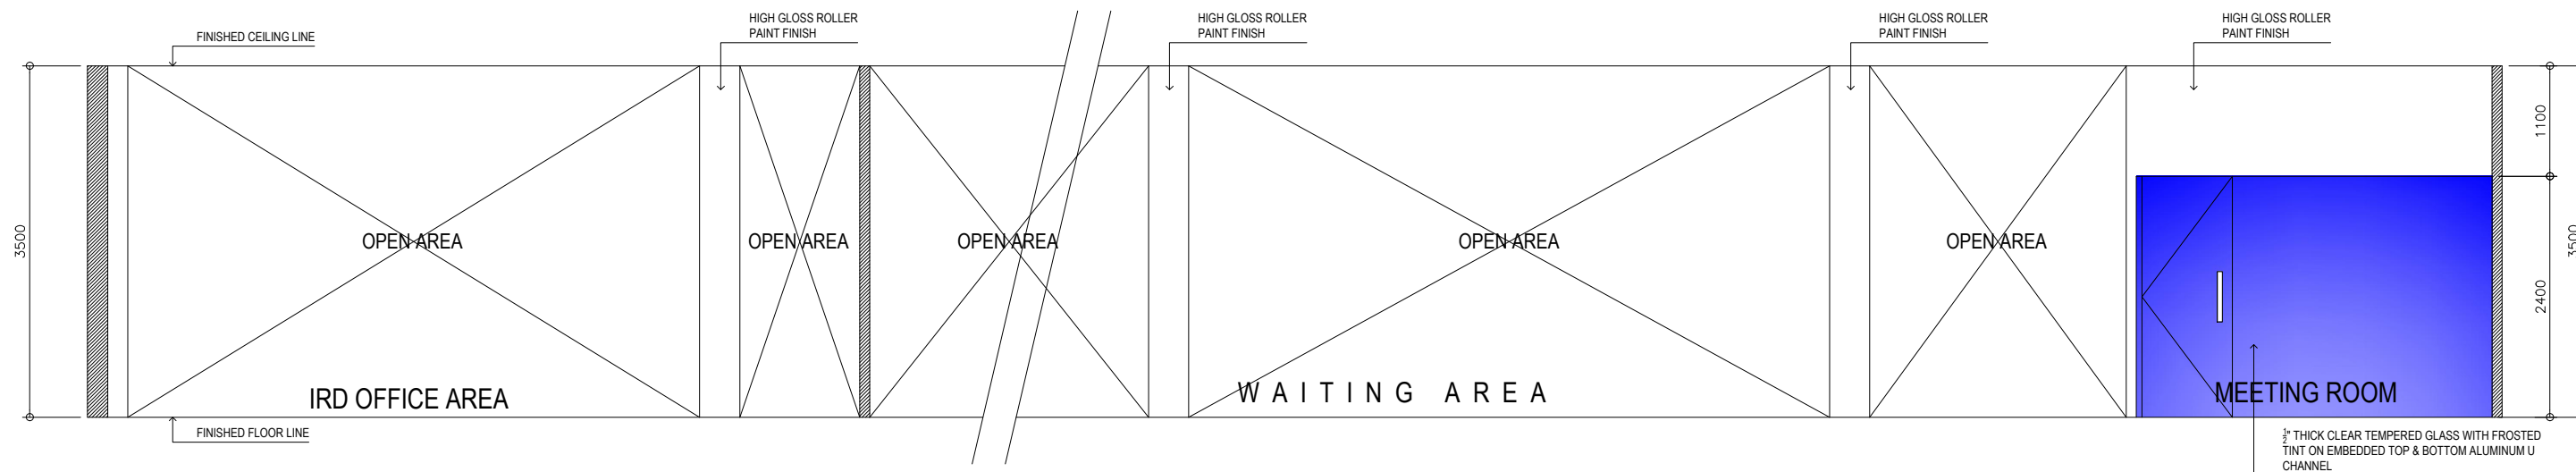 HIGH GLOSS ROLLER
PAINT FINISH
HIGH GLOSS ROLLER
PAINT FINISH
HIGH GLOSS ROLLER
PAINT FINISH
HIGH GLOSS ROLLER
PAINT FINISH
FINISHED CEILING LINE
1100
3500
OPEN AREA
OPEN AREA
OPEN AREA
OPEN AREA
OPEN AREA
3500
2400
IRD OFFICE AREA
WAITING AREA
MEETING ROOM
FINISHED FLOOR LINE
½" THICK CLEAR TEMPERED GLASS WITH FROSTED
TINT ON EMBEDDED TOP & BOTTOM ALUMINUM U
CHANNEL